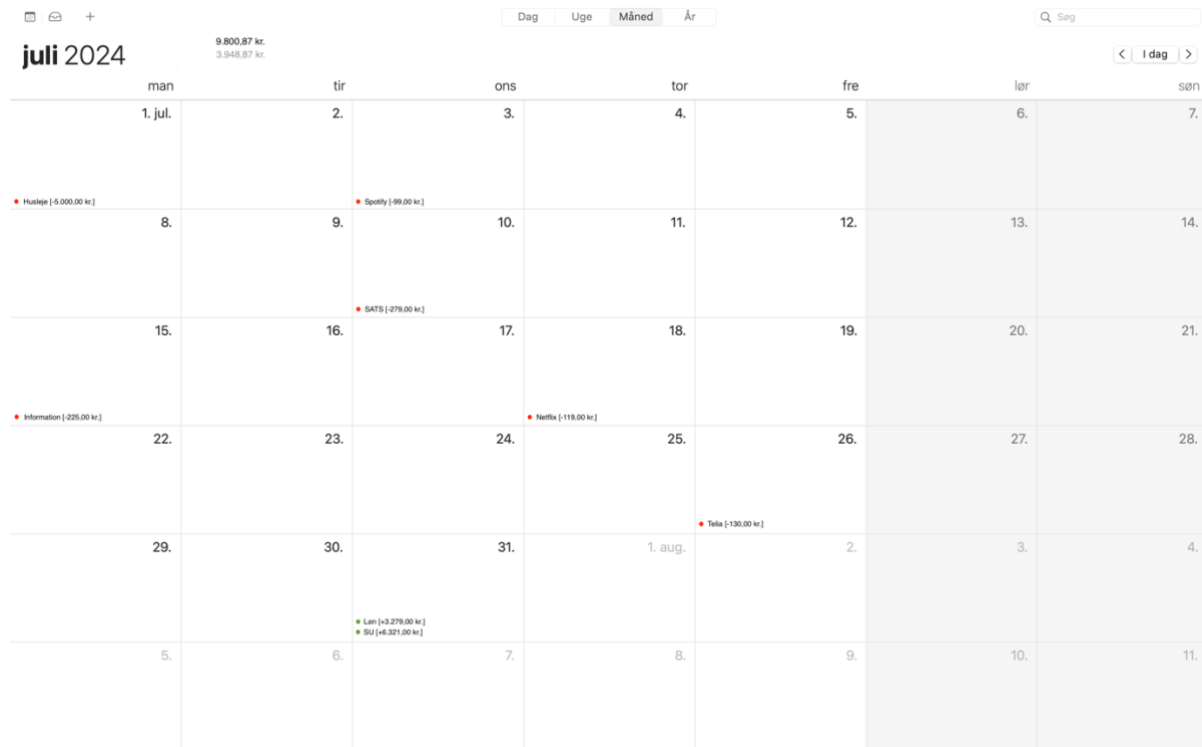 Dag Uge Måned År
Søg
juli 2024
9.800,87 kr.
3.948,87 kr.
I dag
man tir ons tor fre lør søn
1. jul. 2. 3. 4. 5. 6. 7.
Husleje [-5.000,00 kr.] Spotify [-99,00 kr.]
8. 9. 10. 11. 12. 13. 14.
SATS [-279,00 kr.]
15. 16. 17. 18. 19. 20. 21.
Information [-225,00 kr.] Netflix [-119,00 kr.]
22. 23. 24. 25. 26. 27. 28.
Telia [-130,00 kr.]
29. 30. 31. 1. aug. 2. 3. 4.
Løn [+3.279,00 kr.]
SU [+6.321,00 kr.]
5. 6. 7. 8. 9. 10. 11.